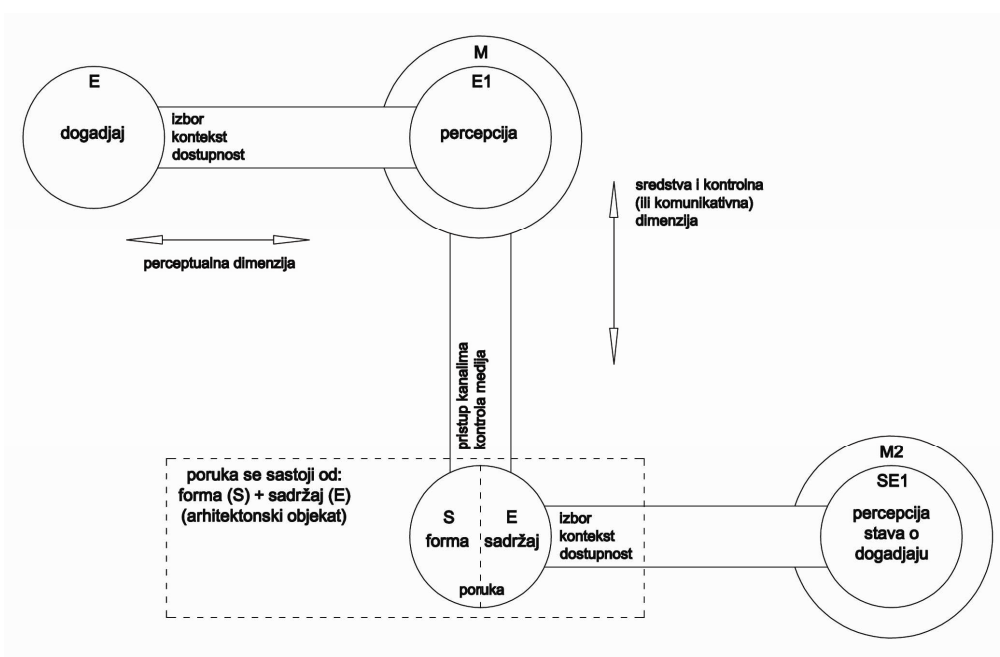 E
dogadjaj
izbor
kontekst
dostupnost
M
E1
percepcija
perceptualna dimenzija
sredstva i kontrolna
(ili komunikativna)
dimenzija
pristup kanalima
kontrola medija
poruka se sastoji od:
forma (S) + sadržaj (E)
(arhitektonski objekat)
S
forma
E
sadržaj
poruka
izbor
kontekst
dostupnost
M2
SE1
percepcija
stava o
dogadjaju